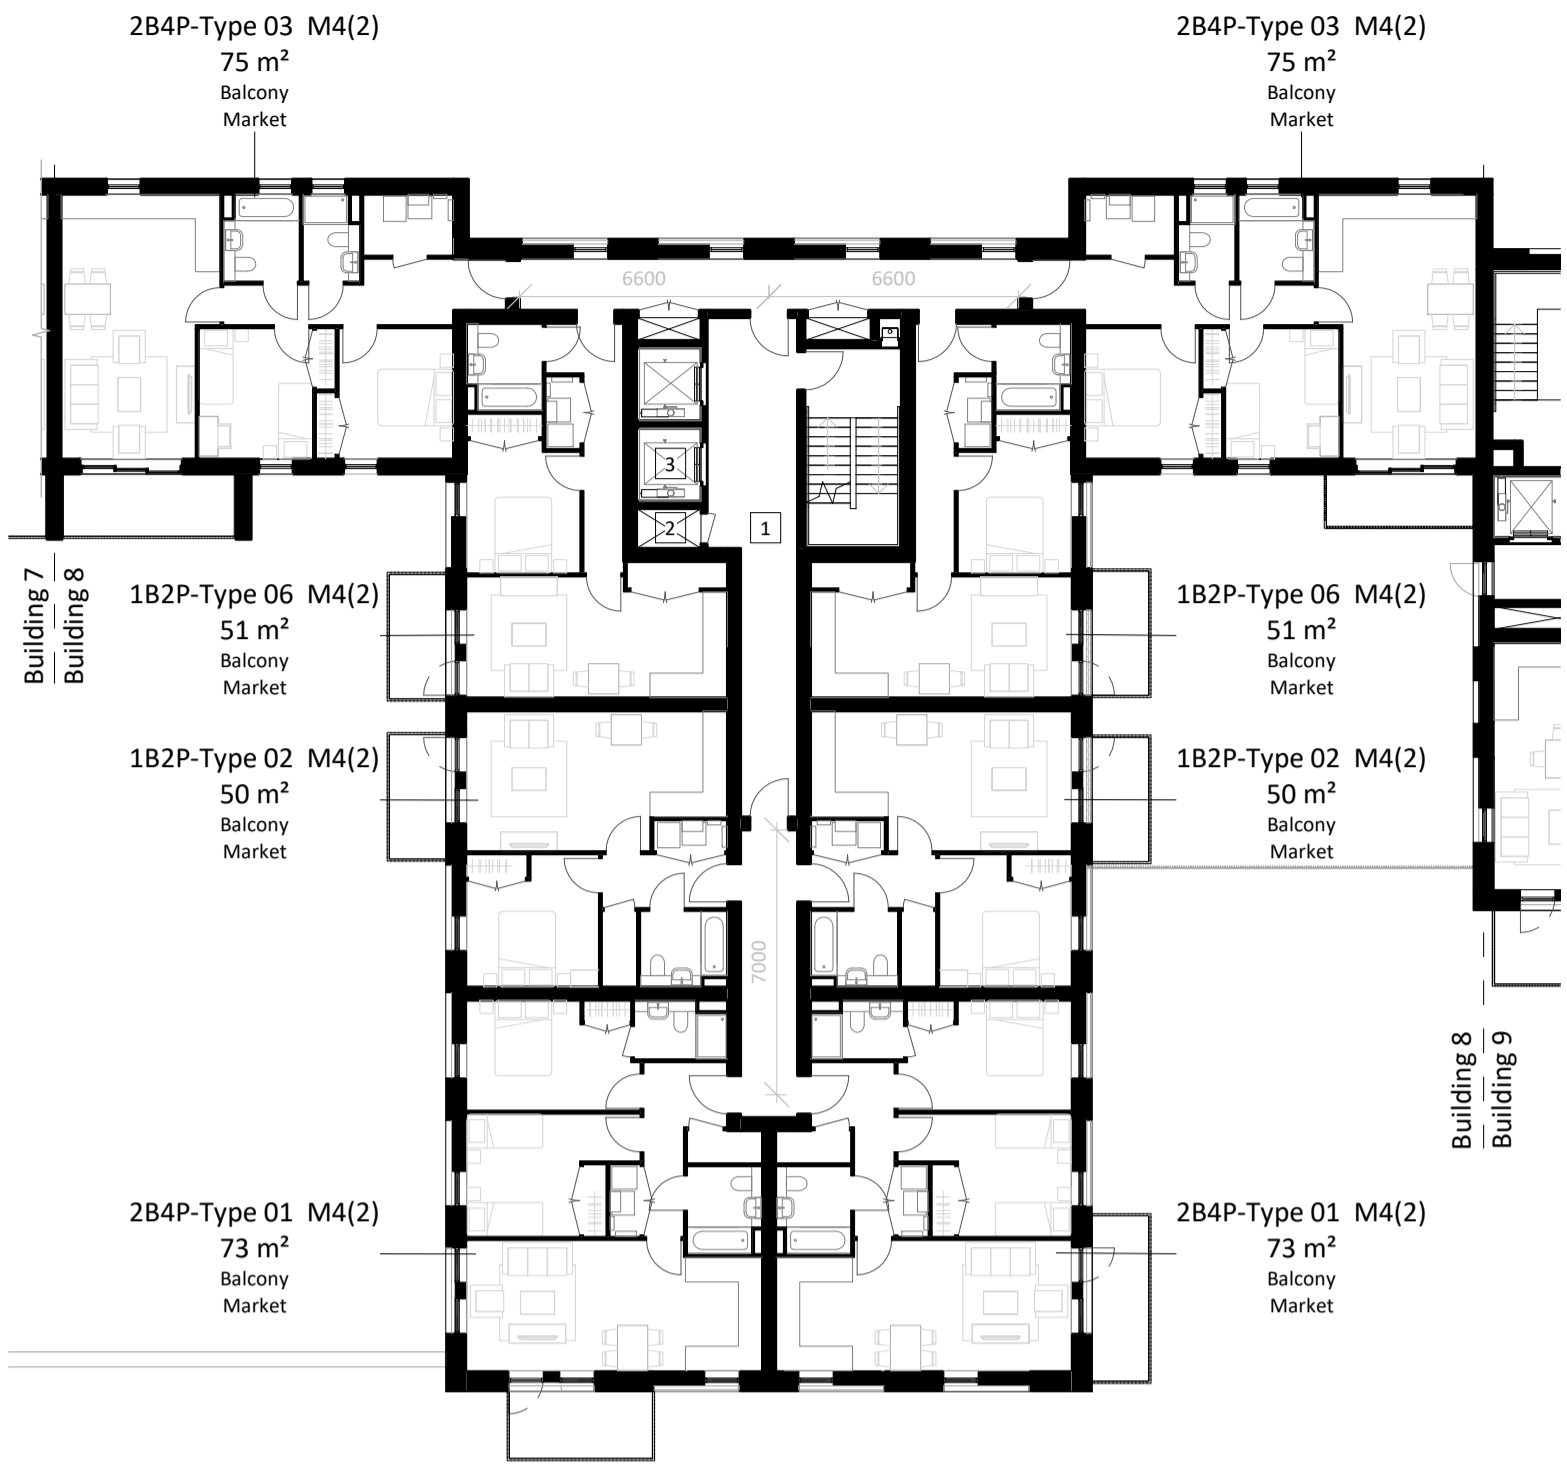 2B4P-Type 03 M4(2)
75 m²
Balcony
Market
2B4P-Type 03 M4(2)
75 m²
Balcony
Market
6600
6600
3
2
1
Building 7
Building 8
1B2P-Type 06 M4(2)
51 m²
Balcony
Market
1B2P-Type 06 M4(2)
51 m²
Balcony
Market
1B2P-Type 02 M4(2)
50 m²
Balcony
Market
1B2P-Type 02 M4(2)
50 m²
Balcony
Market
7000
Building 8
Building 9
2B4P-Type 01 M4(2)
73 m²
Balcony
Market
2B4P-Type 01 M4(2)
73 m²
Balcony
Market